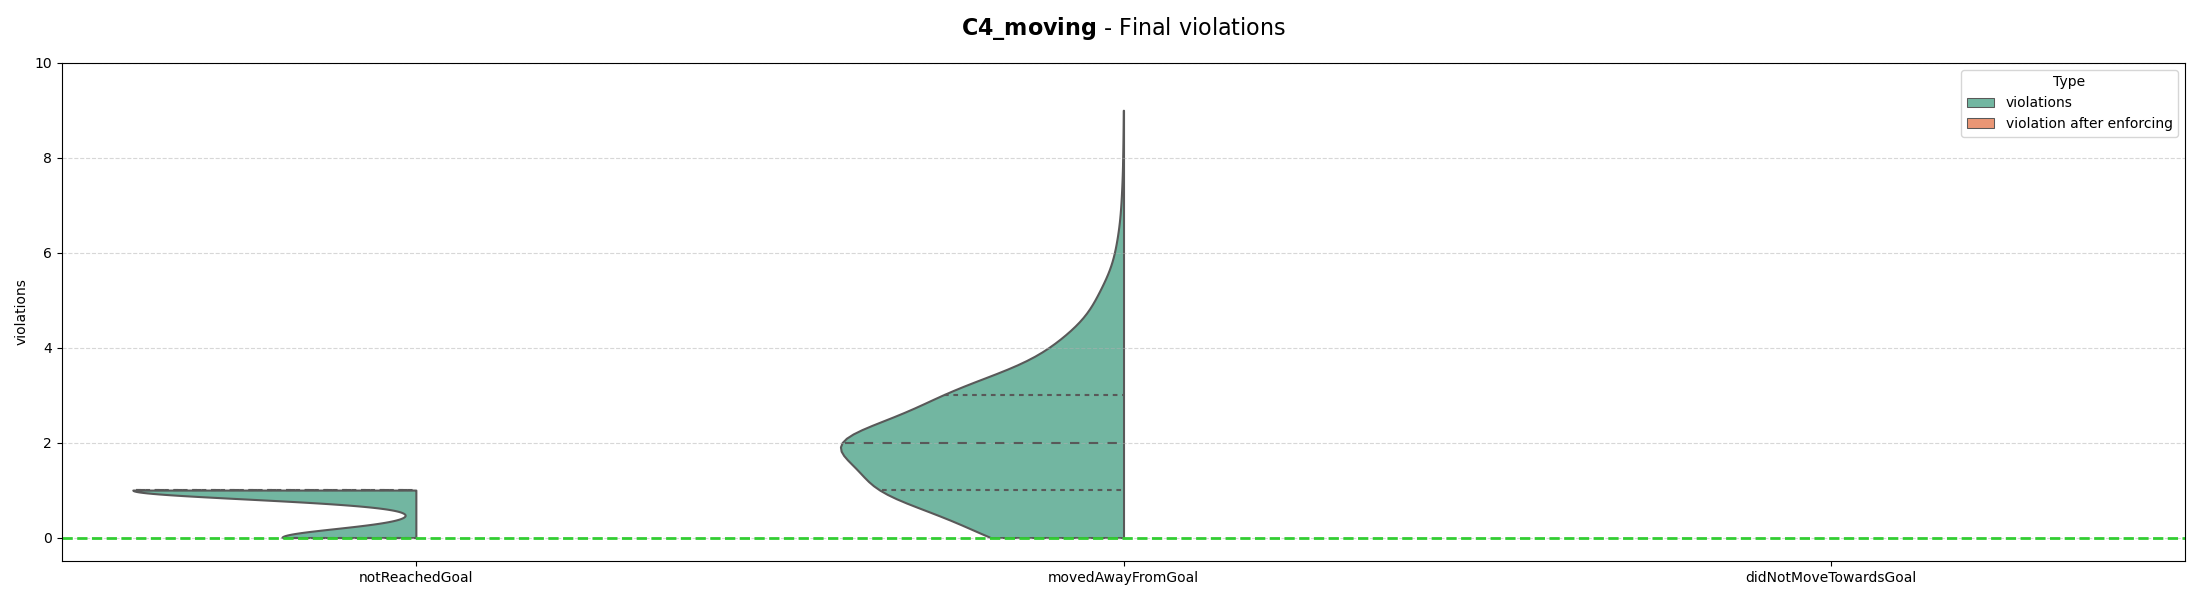 C4_moving - Final violations
10
8
6
4
2
0
violations
Type
violations
violation after enforcing
notReachedGoal
movedAwayFromGoal
didNotMoveTowardsGoal